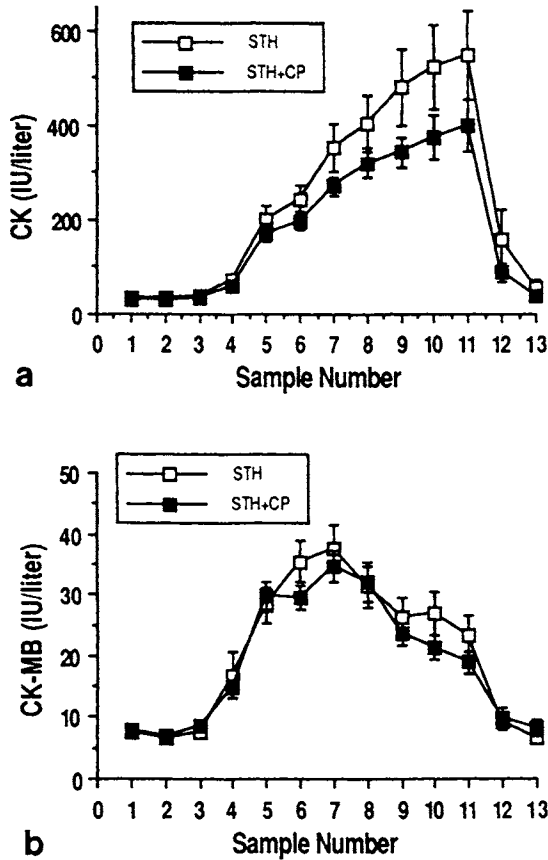 STH
STH+CP
CK (IU/liter)
600
400
200
0
0 1 2 3 4 5 6 7 8 9 10 11 12 13
Sample Number
a
STH
STH+CP
CK-MB (IU/liter)
50
40
30
20
10
0
0 1 2 3 4 5 6 7 8 9 10 11 12 13
Sample Number
b